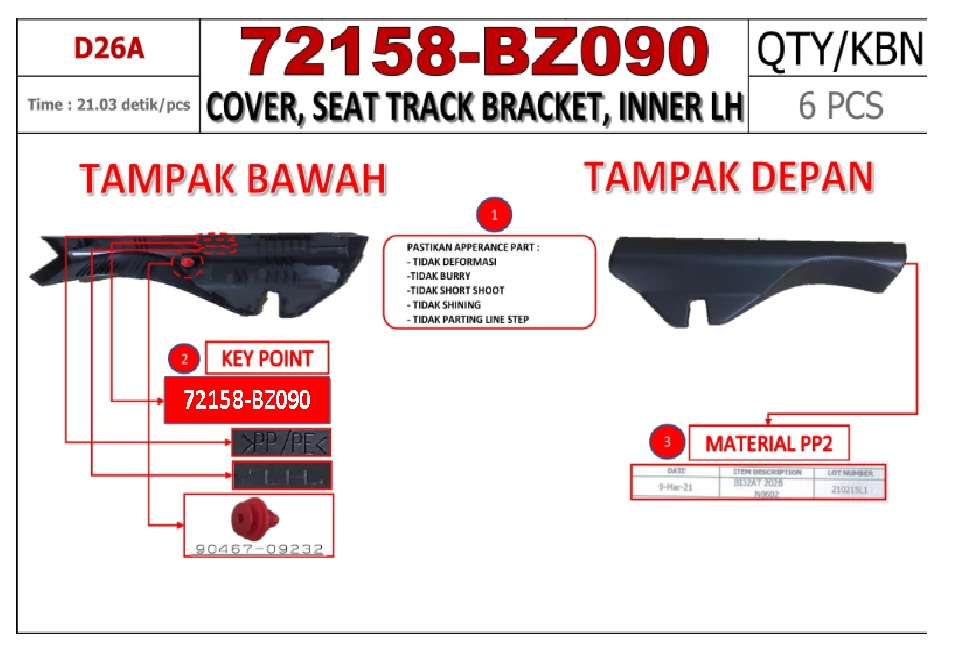 D26A
72158-BZ090
QTY/KBN
Time : 21.03 detik/pcs
COVER, SEAT TRACK BRACKET, INNER LH
6 PCS
TAMPAK BAWAH
TAMPAK DEPAN
1
PASTIKAN APPERANCE PART :
- TIDAK DEFORMASI
-TIDAK BURRY
-TIDAK SHORT SHOOT
- TIDAK SHINING
- TIDAK PARTING LINE STEP
2
KEY POINT
72158-BZ090
>PP/PE<
1LH.
90467-09232
3
MATERIAL PP2
DATE ITEM DESCRIPTION LOT NUMBER
9-Mar-21
N0602